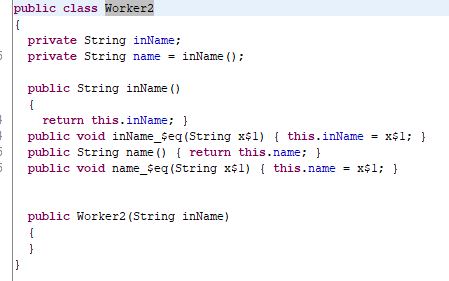 public class Worker2
{
private String inName;
private String name = inName();
public String inName()
{
return this.inName; }
public void inName_$eq(String x$1) { this.inName = x$1; }
public String name() { return this.name; }
public void name_$eq(String x$1) { this.name = x$1; }
public Worker2(String inName)
{
}
}